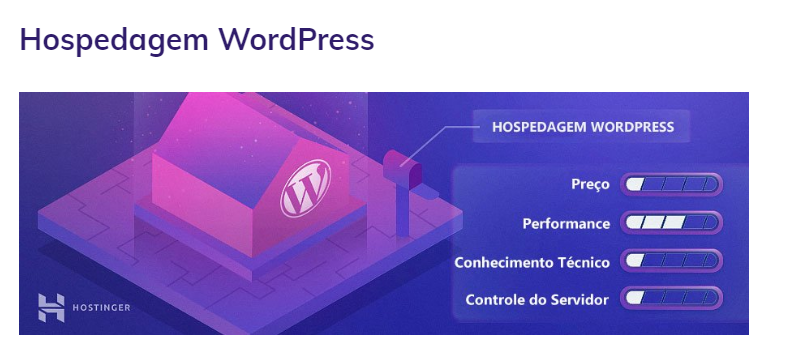 Hospedagem WordPress
HOSPEDAGEM WORDPRESS
Preço
Performance
Conhecimento Técnico
Controle do Servidor
HOSTINGER